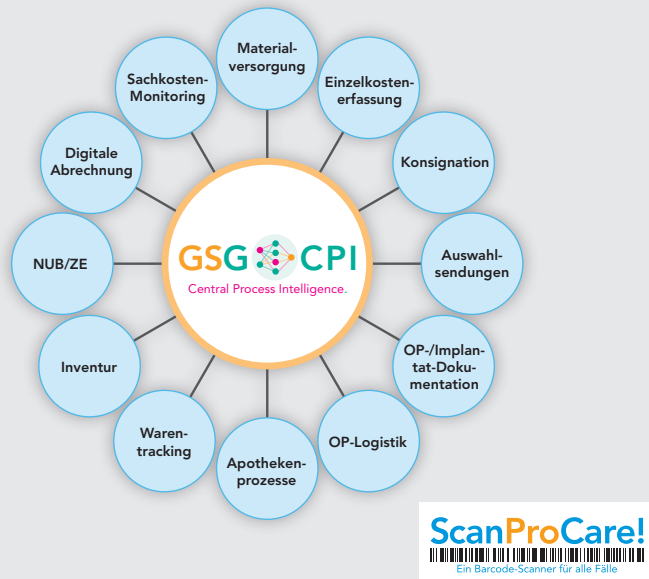 Material-
versorgung
Einzelkosten-
erfassung
Konsignation
Auswahl-
sendungen
OP-/Implan-
tat-Doku-
mentation
OP-Logistik
Apotheken-
prozesse
Waren-
tracking
Inventur
NUB/ZE
Digitale
Abrechnung
Sachkosten-
Monitoring
GSG CPI
Central Process Intelligence.
ScanProCare!
Ein Barcode-Scanner für alle Fälle